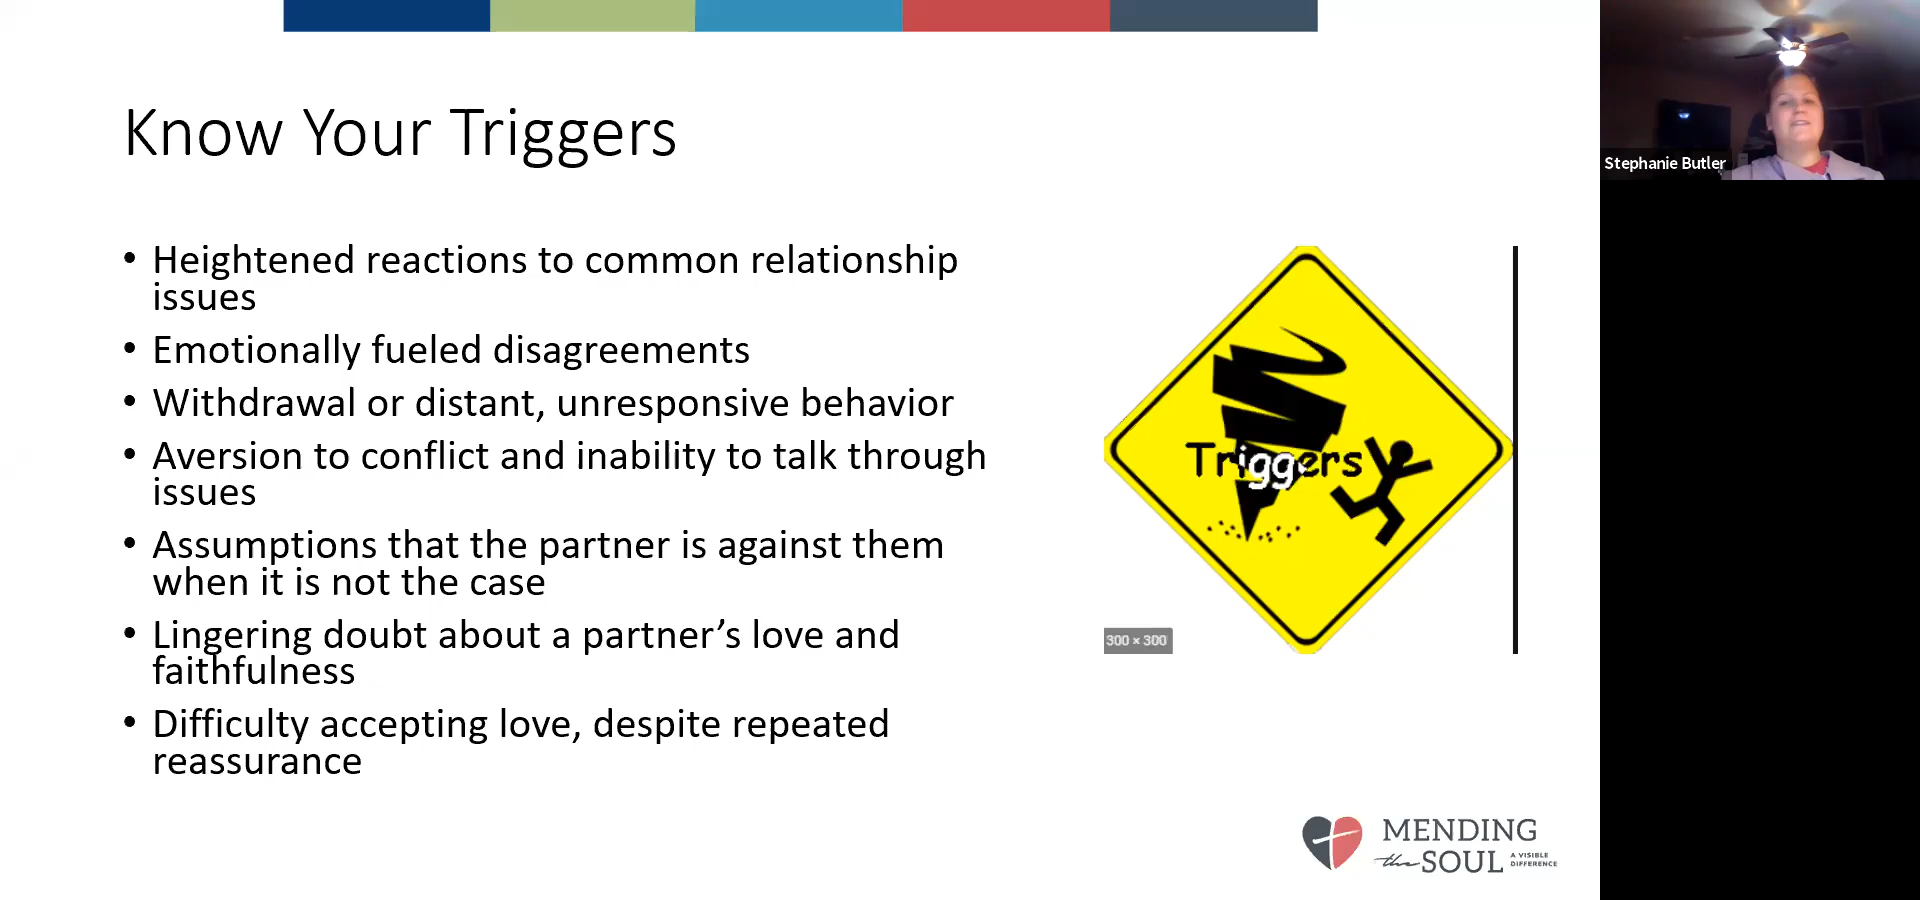 Know Your Triggers
Stephanie Butler
• Heightened reactions to common relationship
issues
• Emotionally fueled disagreements
• Withdrawal or distant, unresponsive behavior
• Aversion to conflict and inability to talk through
issues
• Assumptions that the partner is against them
when it is not the case
• Lingering doubt about a partner’s love and
faithfulness
• Difficulty accepting love, despite repeated
reassurance
Triggers
300 × 300
MENDING
the SOUL A VISIBLE
DIFFERENCE